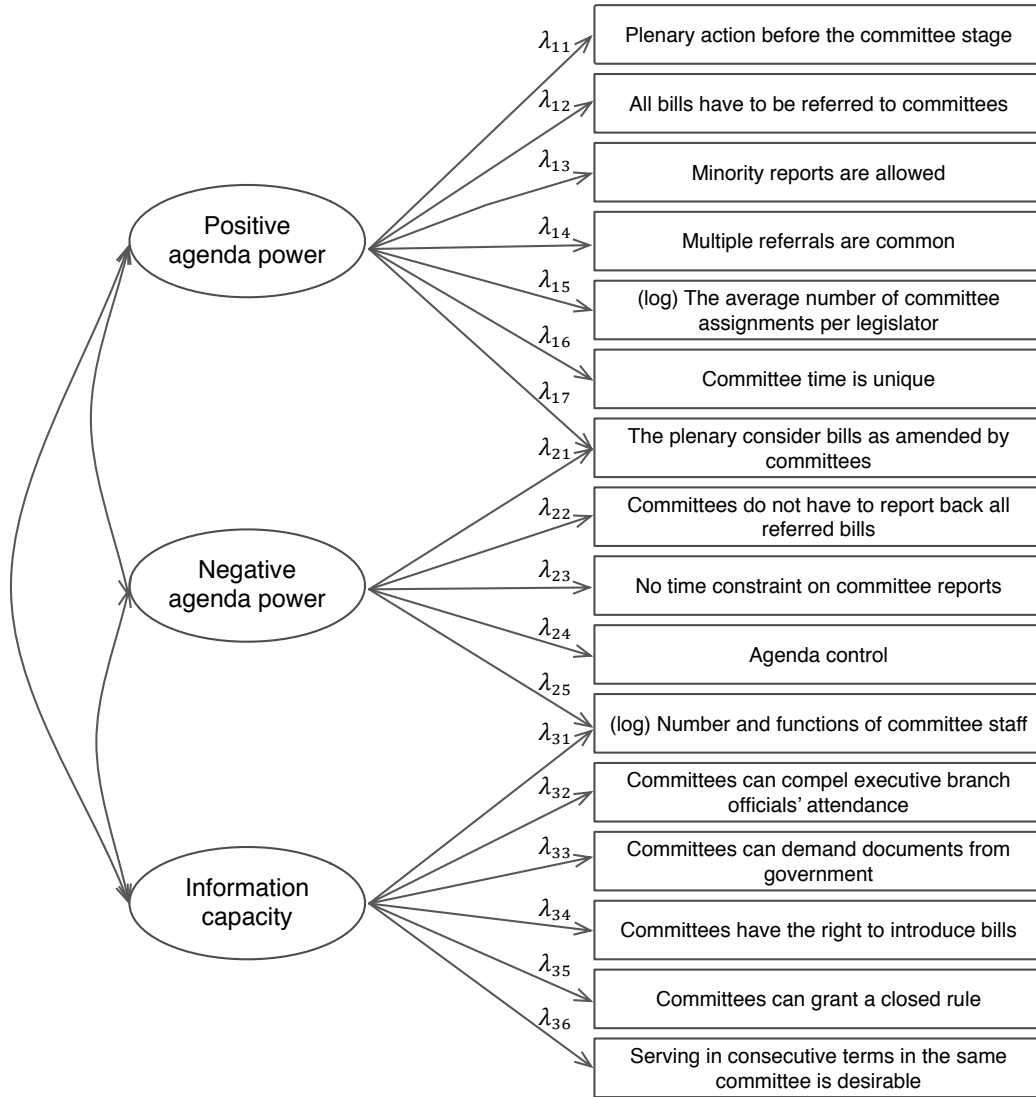 λ11
Plenary action before the committee stage
λ12
All bills have to be referred to committees
λ13
Minority reports are allowed
Positive
agenda power
λ14
Multiple referrals are common
λ15
(log) The average number of committee
assignments per legislator
λ16
Committee time is unique
λ17
λ21
The plenary consider bills as amended by
committees
λ22
Committees do not have to report back all
referred bills
Negative
agenda power
λ23
No time constraint on committee reports
λ24
Agenda control
λ25
λ31
(log) Number and functions of committee staff
λ32
Committees can compel executive branch
officials’ attendance
λ33
Committees can demand documents from
government
Information
capacity
λ34
Committees have the right to introduce bills
λ35
Committees can grant a closed rule
λ36
Serving in consecutive terms in the same
committee is desirable